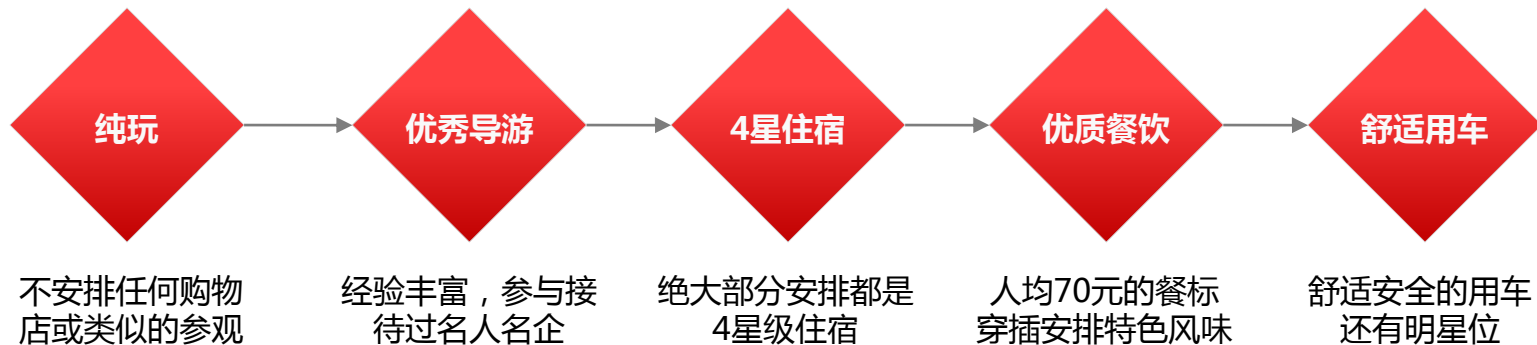 纯玩
优秀导游
4星住宿
优质餐饮
舒适用车
不安排任何购物
店或类似的参观
经验丰富，参与接
待过名人名企
绝大部分安排都是
4星级住宿
人均70元的餐标
穿插安排特色风味
舒适安全的用车
还有明星位